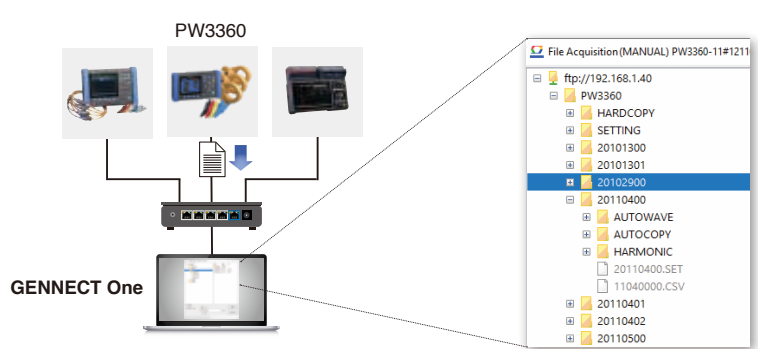 PW3360
GENNECT One
File Acquisition (MANUAL) PW3360-11#1211
ftp://192.168.1.40
PW3360
HARDCOPY
SETTING
20101300
20101301
20102900
20110400
AUTOWAVE
AUTOCOPY
HARMONIC
20110400.SET
11040000.CSV
20110401
20110402
20110500